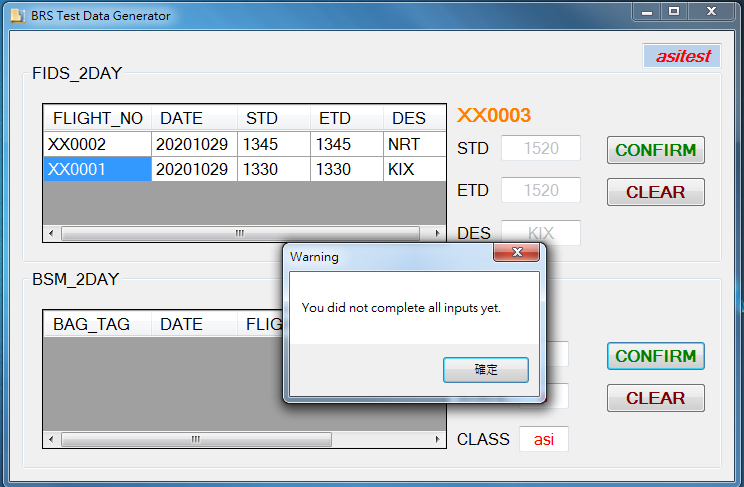 BRS Test Data Generator
asitest
FIDS_2DAY
FLIGHT_NO DATE STD ETD DES
XX0002 20201029 1345 1345 NRT
XX0001 20201029 1330 1330 KIX
XX0003
STD 1520 CONFIRM
ETD 1520 CLEAR
DES KIX
Warning
You did not complete all inputs yet.
確定
BSM_2DAY
BAG_TAG DATE
CONFIRM
CLEAR
CLASS asi